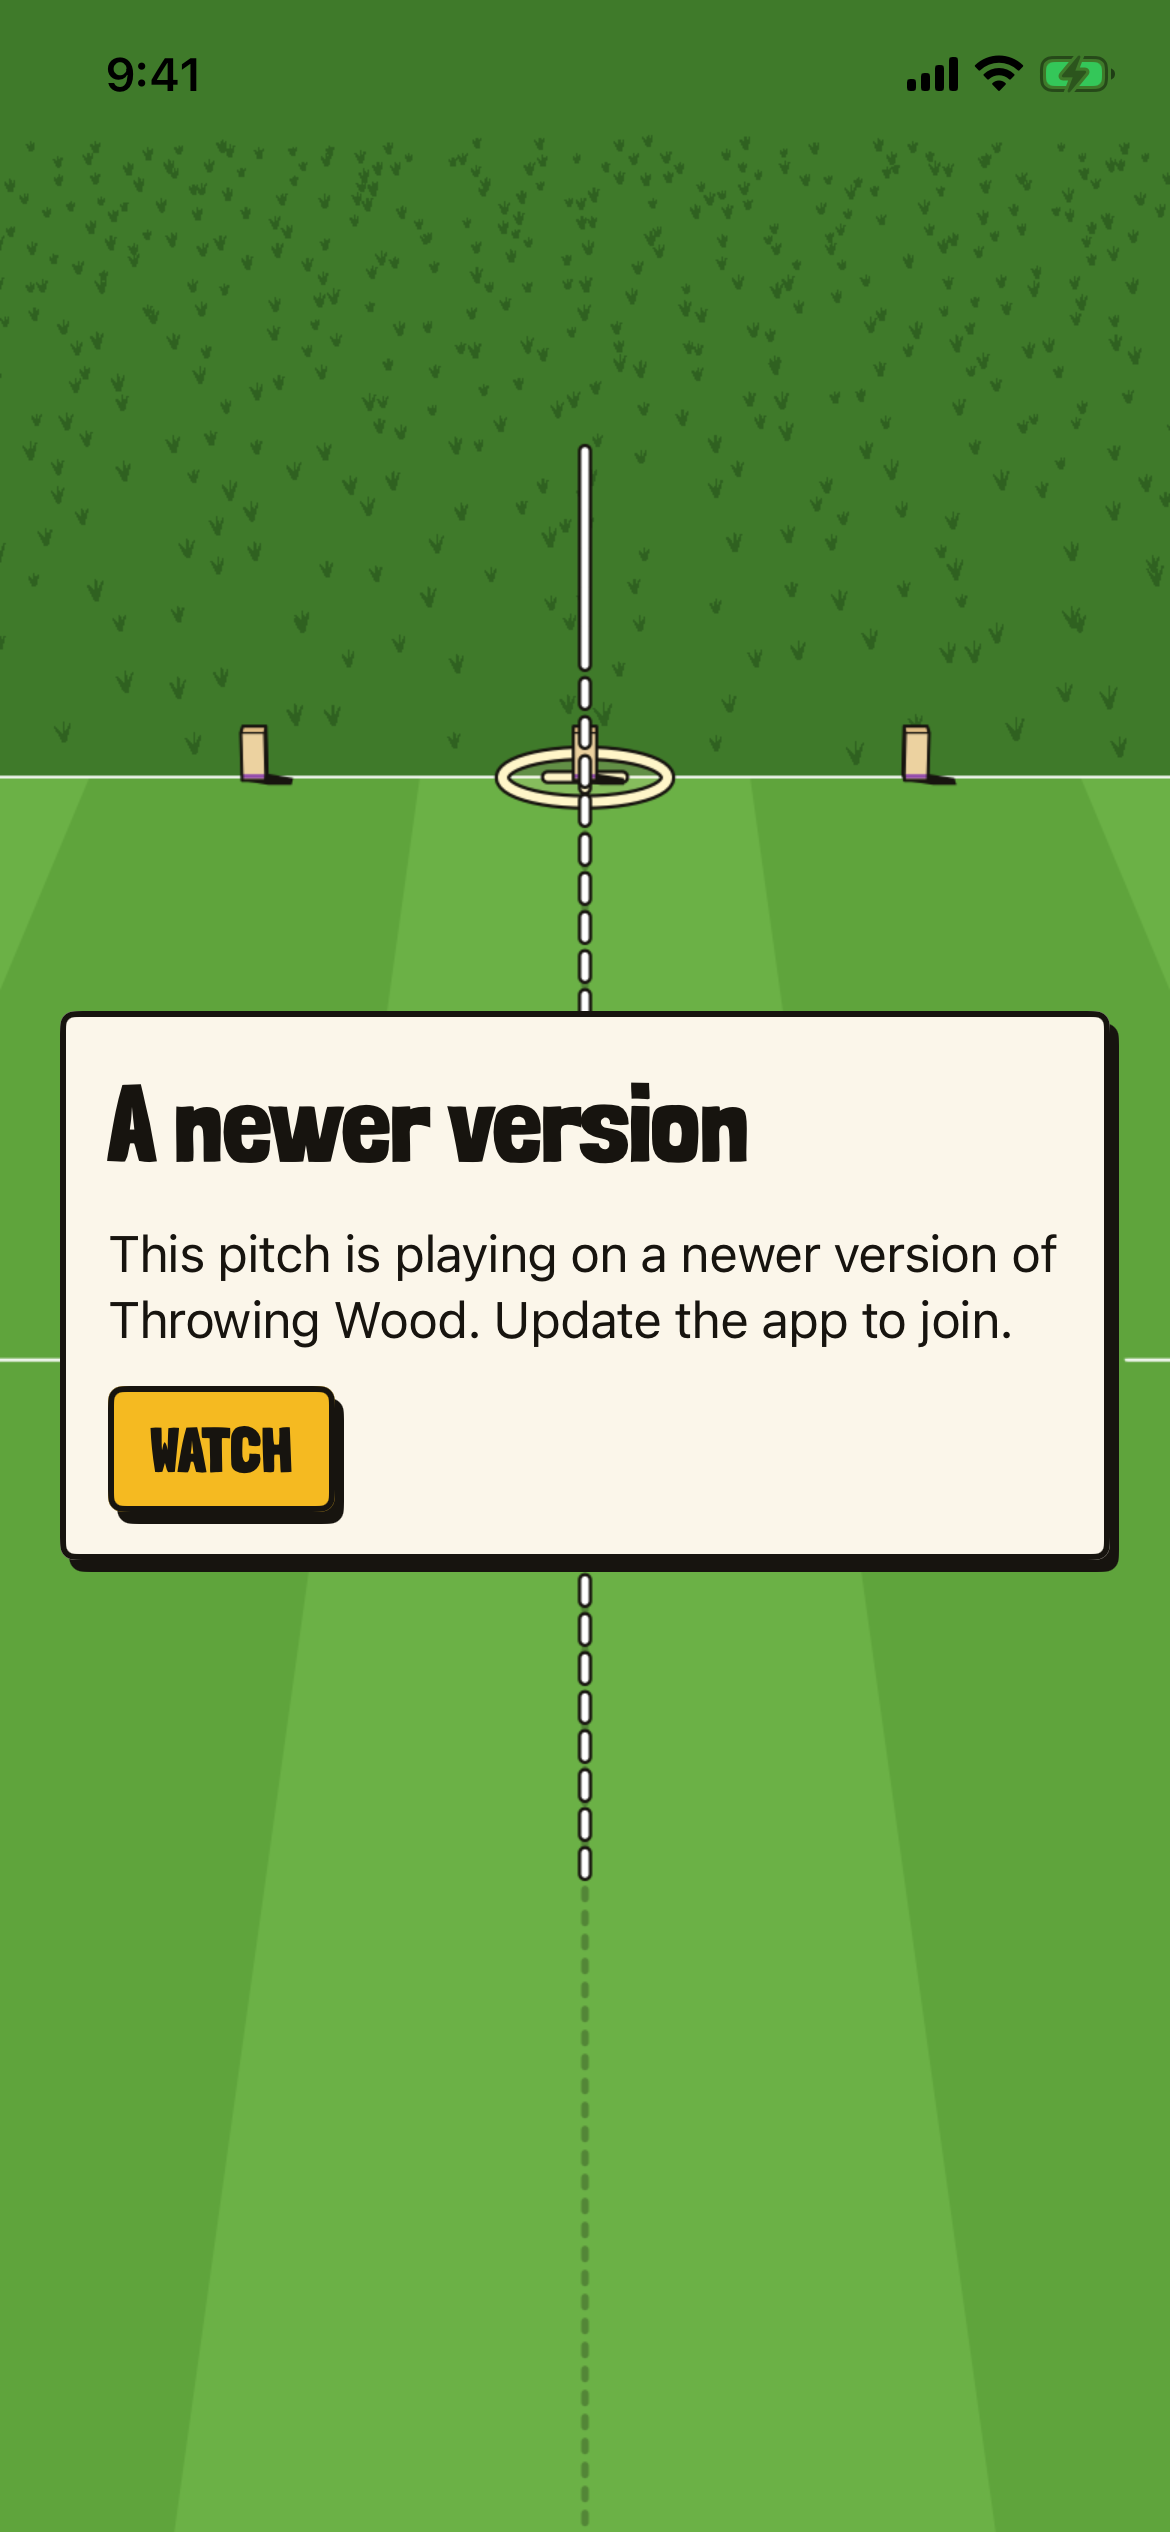 9:41
A newer version
This pitch is playing on a newer version of
Throwing Wood. Update the app to join.
WATCH